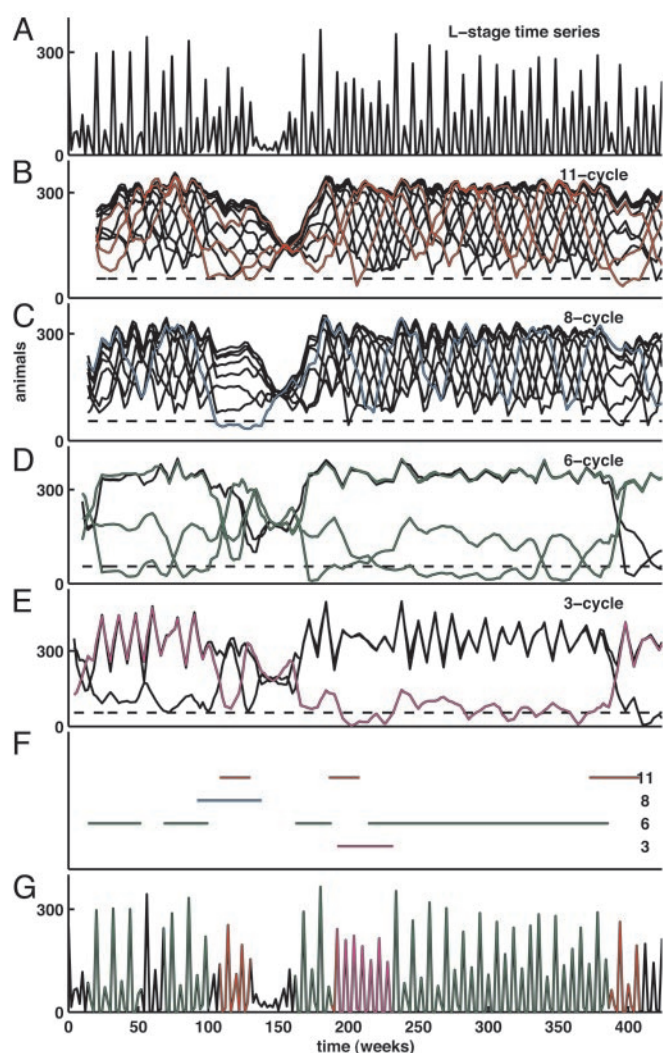 A
L-stage time series
300
0
B
11-cycle
300
0
C
8-cycle
300
animals
0
D
6-cycle
300
0
E
3-cycle
300
0
F
11
8
6
3
G
300
0
0 50 100 150 200 250 300 350 400
time (weeks)